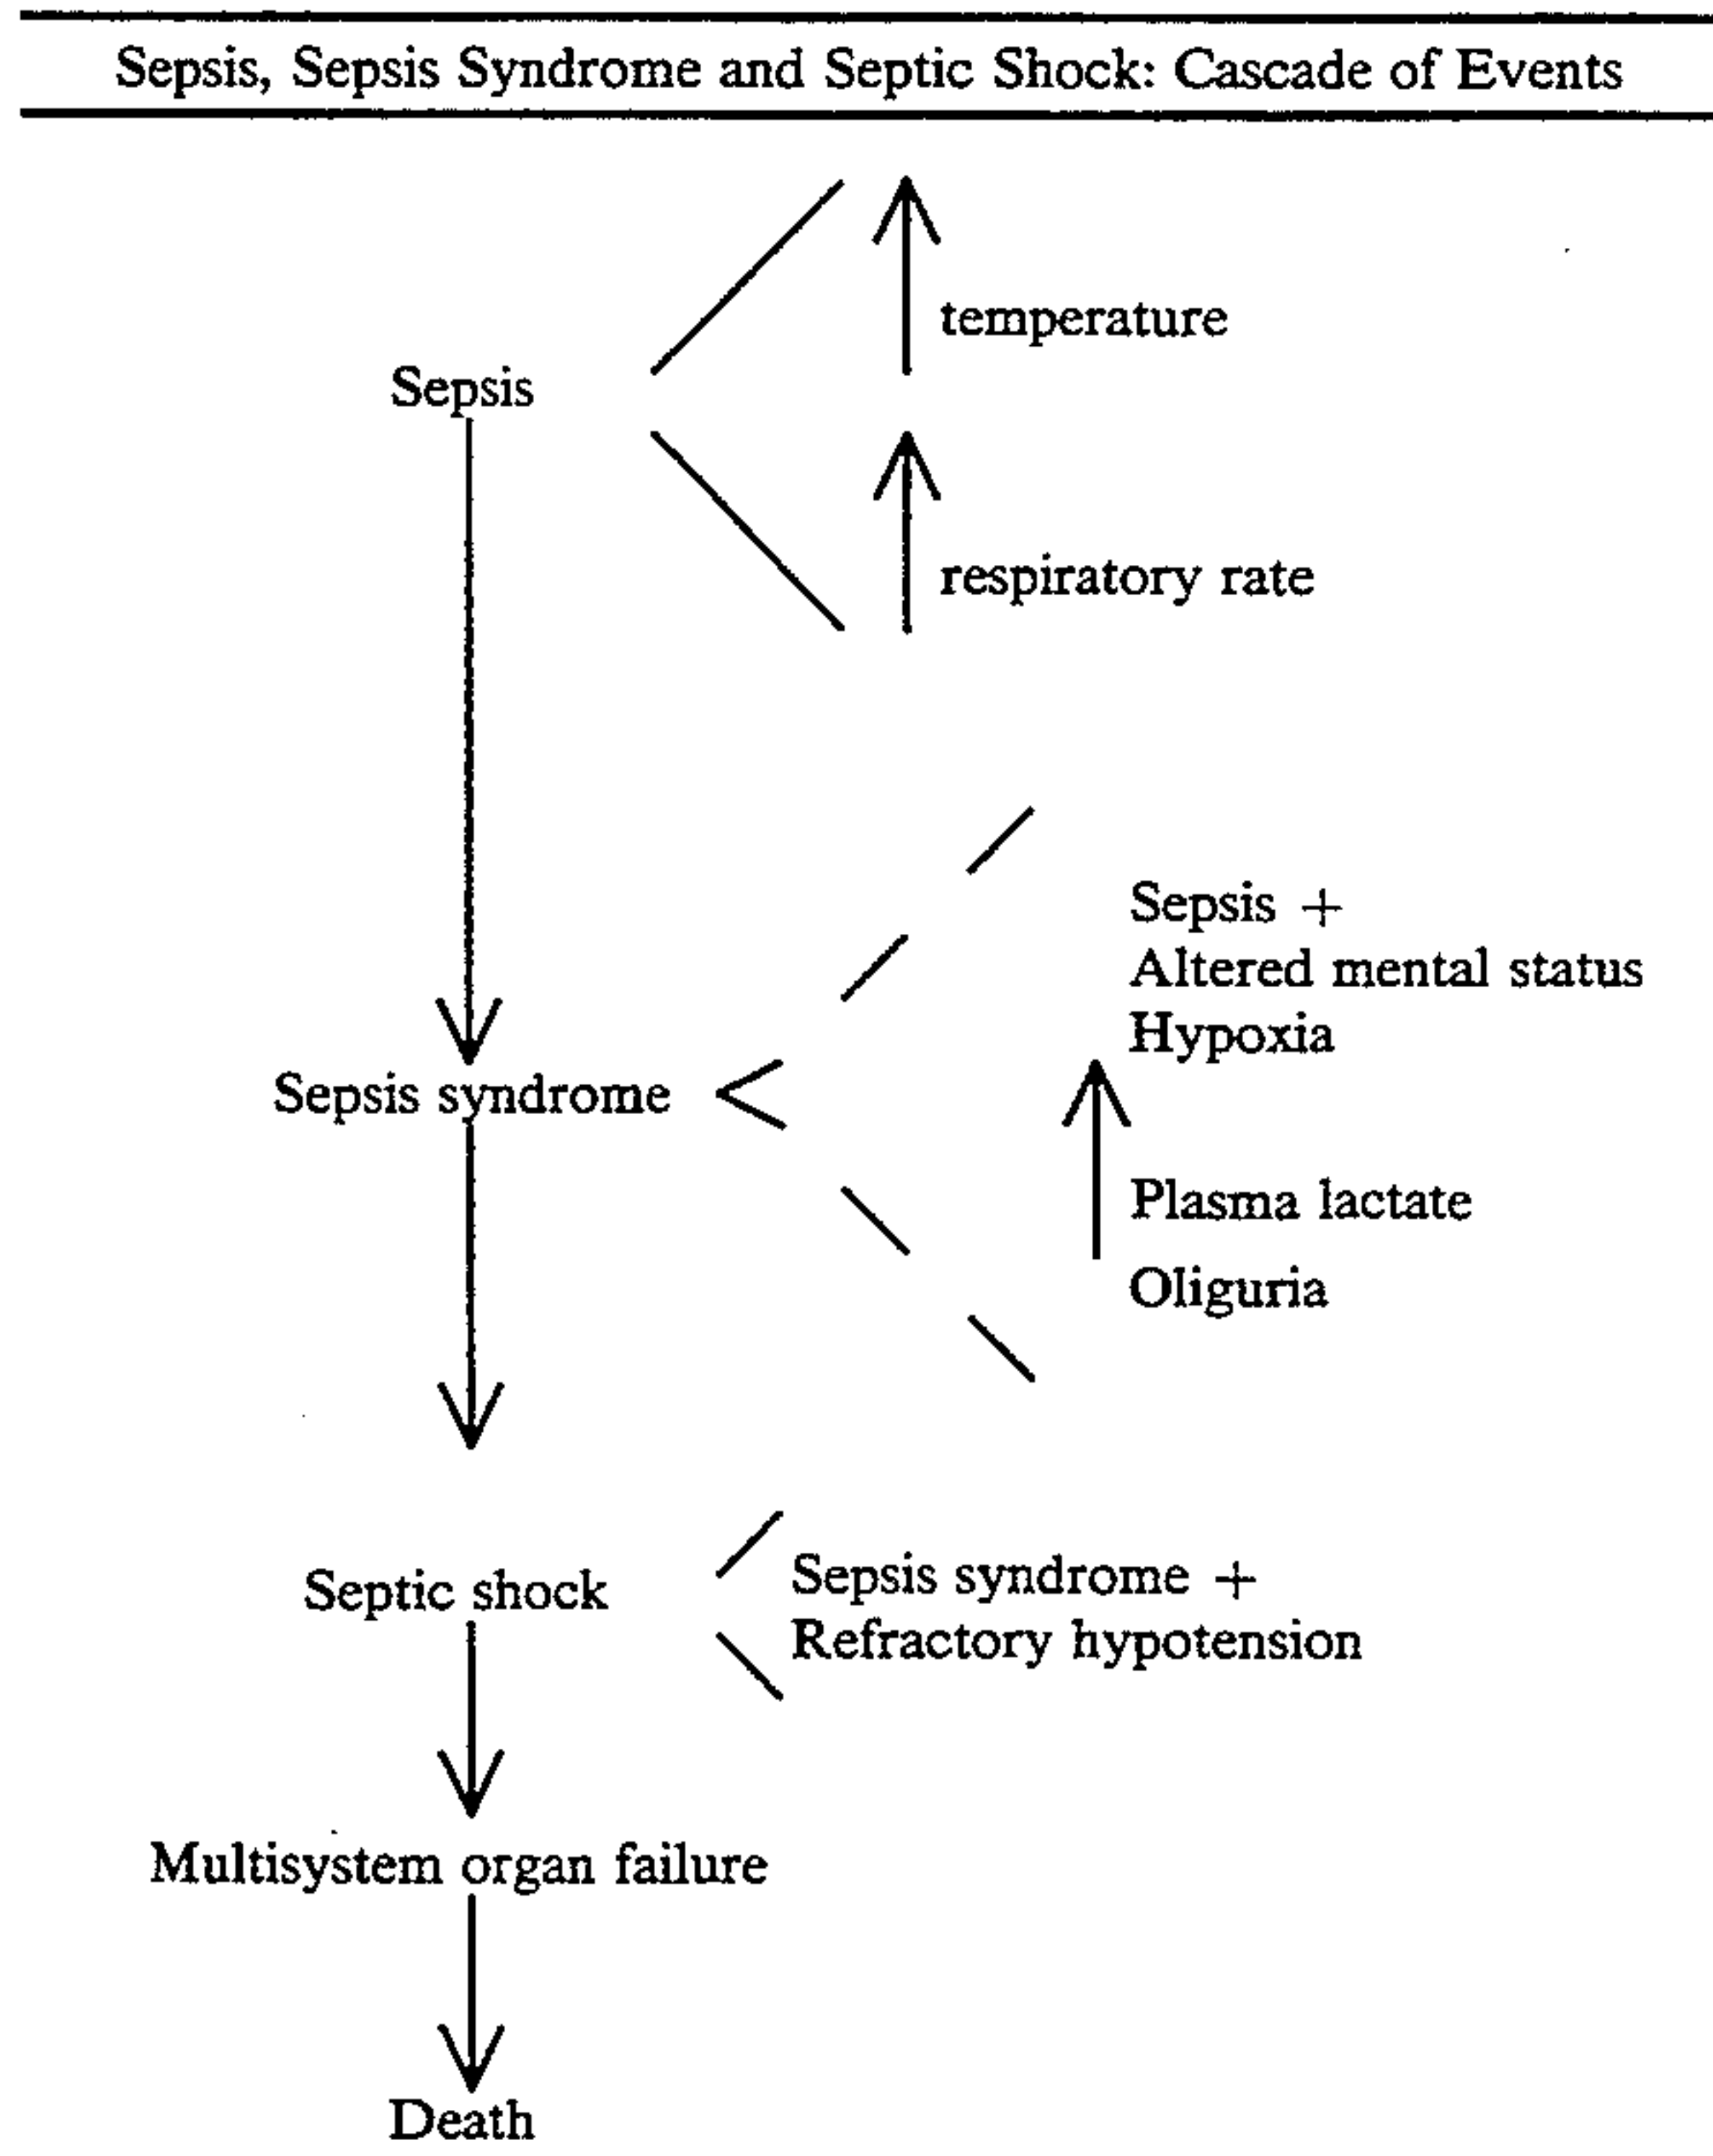 Sepsis, Sepsis Syndrome and Septic Shock: Cascade of Events
temperature
Sepsis
respiratory rate
Sepsis +
Altered mental status
Hypoxia
Sepsis syndrome
Plasma lactate
Oliguria
Septic shock
Sepsis syndrome +
Refractory hypotension
Multisystem organ failure
Death